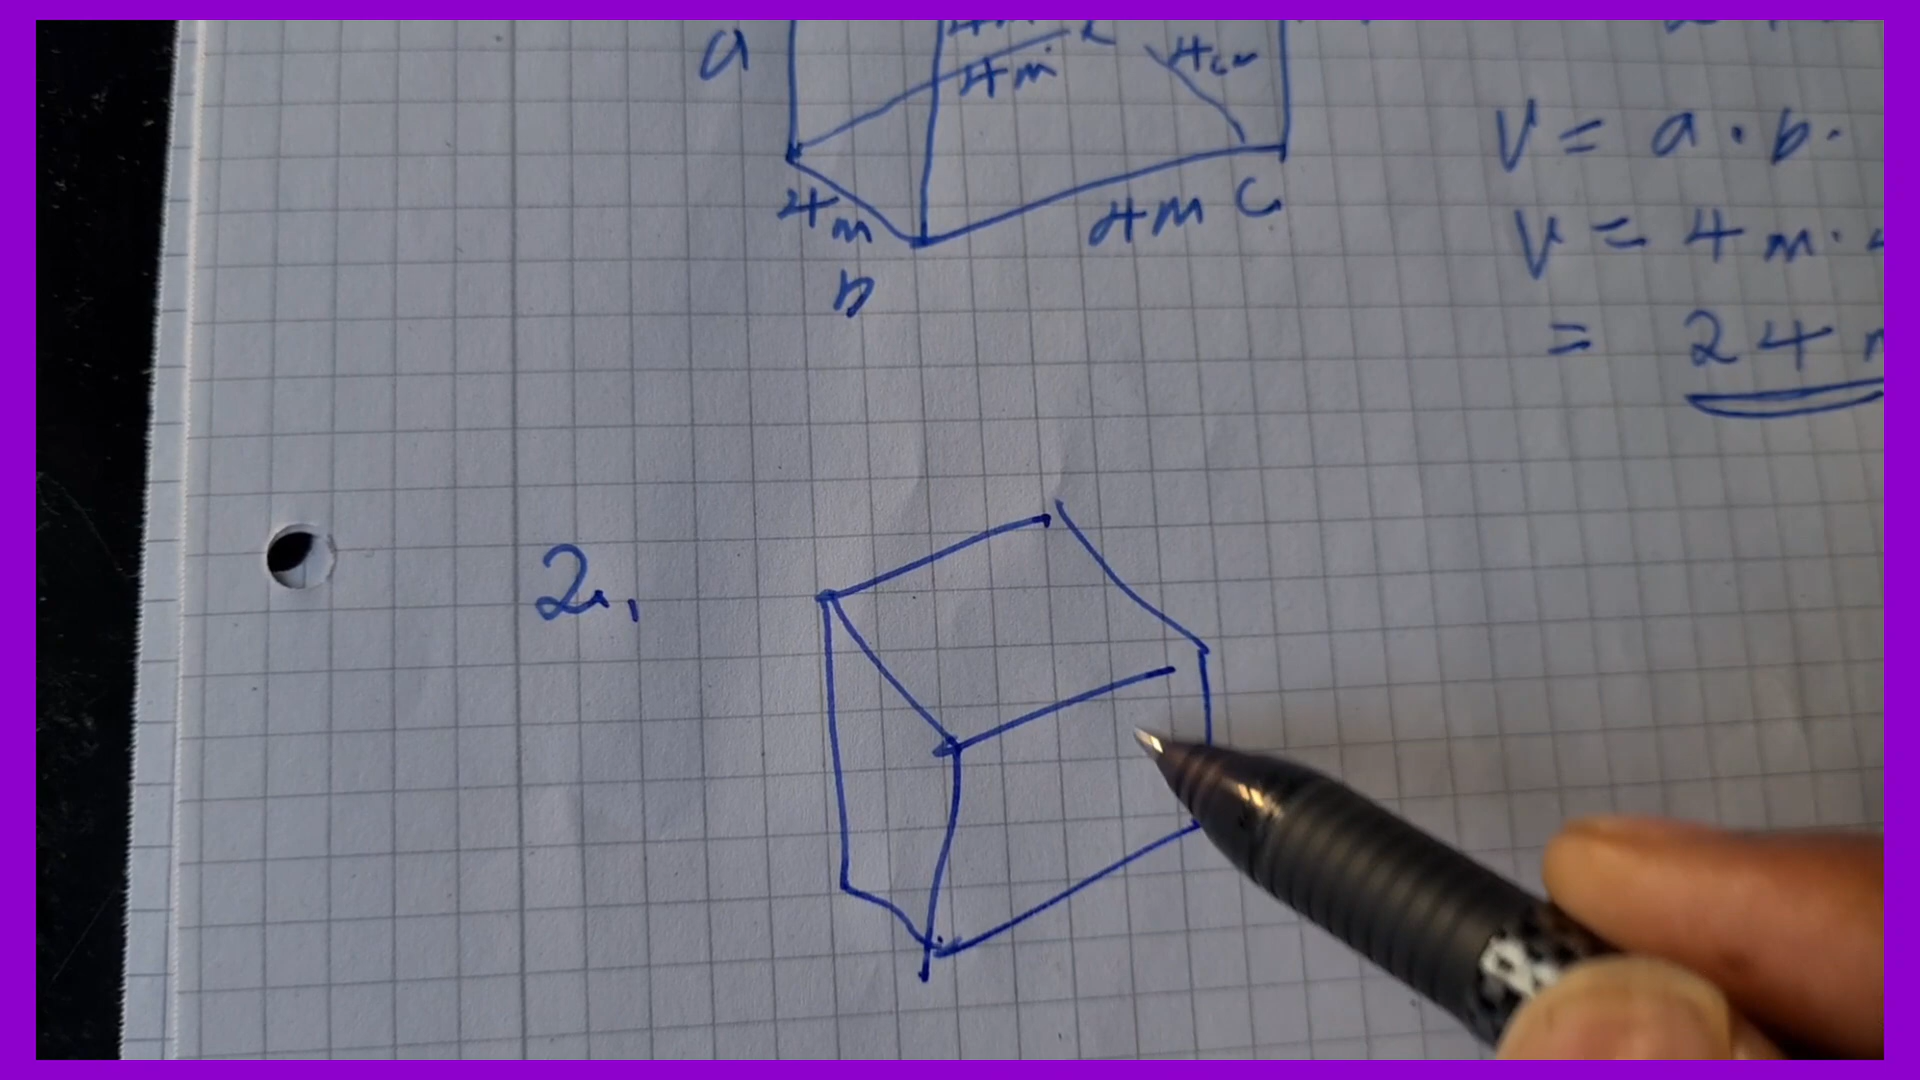 a
4m
4cm
4m
4m c
b
V = a · b ·
V = 4 m ·
= 24
2.